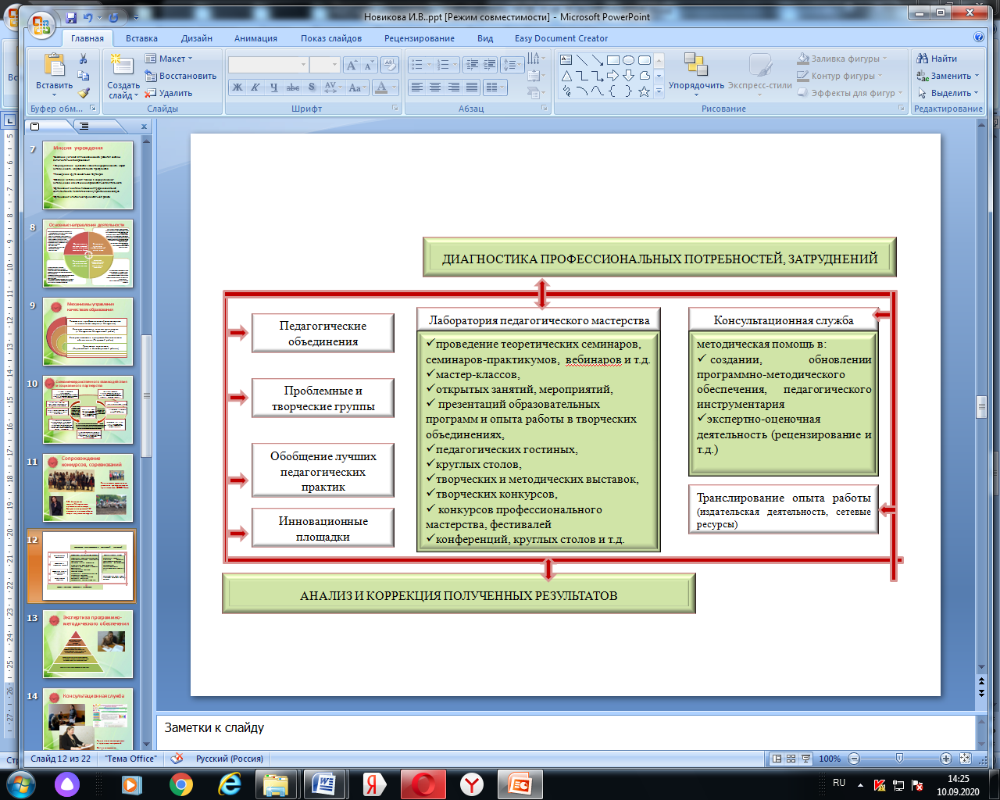 Новикова И.В..ppt [Режим совместимости] - Microsoft PowerPoint
Главная Вставка Дизайн Анимация Показ слайдов Рецензирование Вид Easy Document Creator
Вставить
Буфер обм...
Создать слайд
Макет
Восстановить
Удалить
Слайды
Ж К Ч abc S AV Aa А
Шрифт
Абзац
Упорядочить
Экспресс-стили
Заливка фигуры
Контур фигуры
Эффекты для фигур
Рисование
Найти
Заменить
Выделить
Редактирование
7
Миссия учреждения
8
Основные направления деятельности
9
Механизмы управления
качеством образования
10
11
Сопровождение
конкурсов, соревнований
12
13
Экспертиза программно-
методического обеспечения
14
Консультационная служба
ДИАГНОСТИКА ПРОФЕССИОНАЛЬНЫХ ПОТРЕБНОСТЕЙ, ЗАТРУДНЕНИЙ
Педагогические
объединения
Проблемные и
творческие группы
Обобщение лучших
педагогических
практик
Инновационные
площадки
Лаборатория педагогического мастерства
✓проведение теоретических семинаров,
семинаров-практикумов, вебинаров и т.д.
✓мастер-классов,
✓открытых занятий, мероприятий,
✓ презентаций образовательных
программ и опыта работы в творческих
объединениях,
✓педагогических гостиных,
✓круглых столов,
✓творческих и методических выставок,
✓творческих конкурсов,
✓ конкурсов профессионального
мастерства, фестивалей
✓конференций, круглых столов и т.д.
Консультационная служба
методическая помощь в:
✓ создании, обновлении
программно-методического
обеспечения, педагогического
инструментария
✓экспертно-оценочная
деятельность (рецензирование и
т.д.)
Транслирование опыта работы
(издательская деятельность, сетевые
ресурсы)
АНАЛИЗ И КОРРЕКЦИЯ ПОЛУЧЕННЫХ РЕЗУЛЬТАТОВ
Заметки к слайду
Слайд 12 из 22 "Тема Office" Русский (Россия) 100%
RU
14:25
10.09.2020